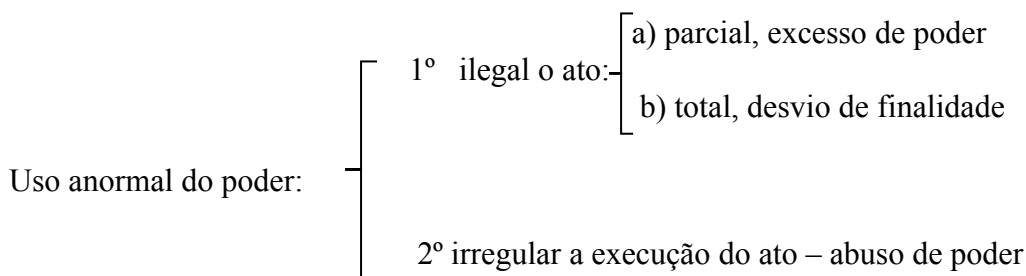 a) parcial, excesso de poder
1º ilegal o ato:
b) total, desvio de finalidade
Uso anormal do poder:
2º irregular a execução do ato – abuso de poder